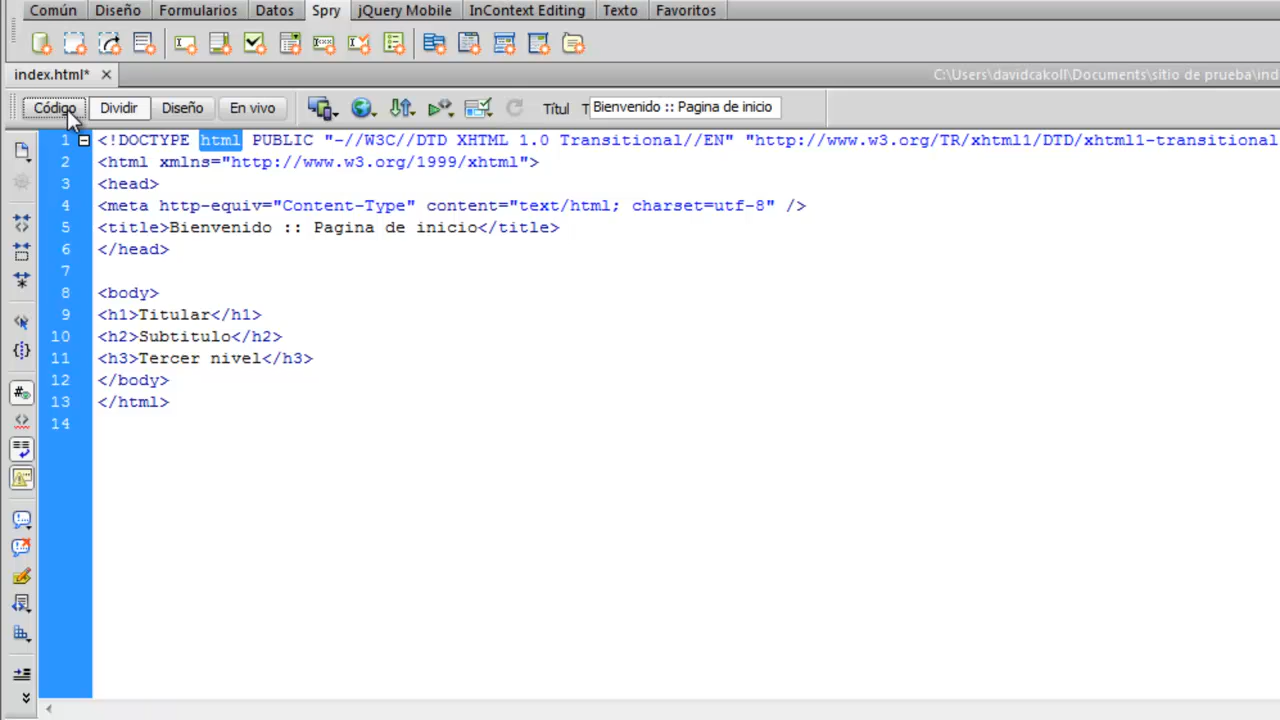 Común Diseño Formularios Datos Spry jQuery Mobile InContext Editing Texto Favoritos
index.html* C:\Users\davidcakoll\Documents\sitio de prueba\ind
Código Dividir Diseño En vivo Títul Bienvenido :: Pagina de inicio
1 <!DOCTYPE html PUBLIC "-//W3C//DTD XHTML 1.0 Transitional//EN" "http://www.w3.org/TR/xhtml1/DTD/xhtml1-transitional
2 <html xmlns="http://www.w3.org/1999/xhtml">
3 <head>
4 <meta http-equiv="Content-Type" content="text/html; charset=utf-8" />
5 <title>Bienvenido :: Pagina de inicio</title>
6 </head>
7
8 <body>
9 <h1>Titular</h1>
10 <h2>Subtitulo</h2>
11 <h3>Tercer nivel</h3>
12 </body>
13 </html>
14